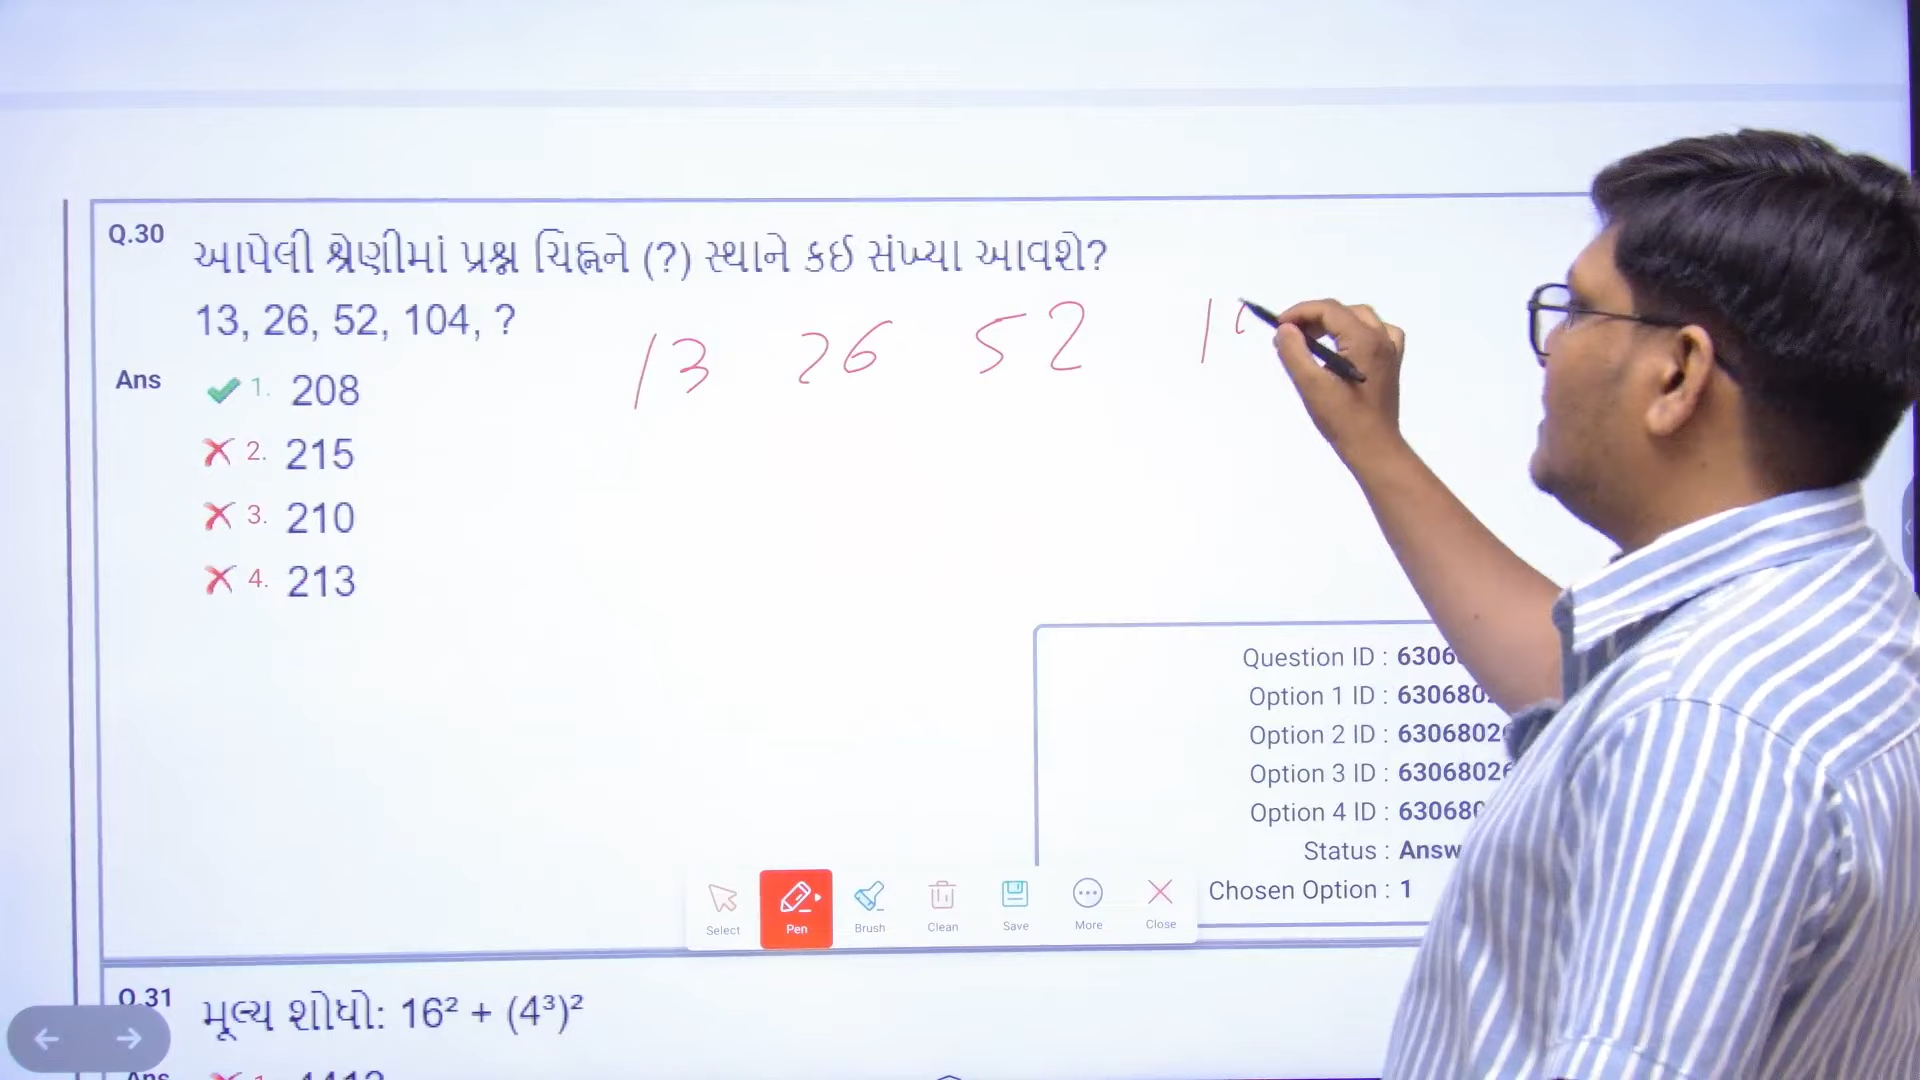 Q.30 આપેલી શ્રેણીમાં પ્રશ્ન ચિહ્નને (?) સ્થાને કઈ સંખ્યા આવશે?
13, 26, 52, 104, ?
13 26 52
Ans 1. 208
2. 215
3. 210
4. 213
Question ID :
Option 1 ID :
Option 2 ID :
Option 3 ID :
Option 4 ID :
Status :
Chosen Option : 1
Select Pen Brush Clean Save More Close
Q.31 મૂલ્ય શોધો: 16² + (4³)²